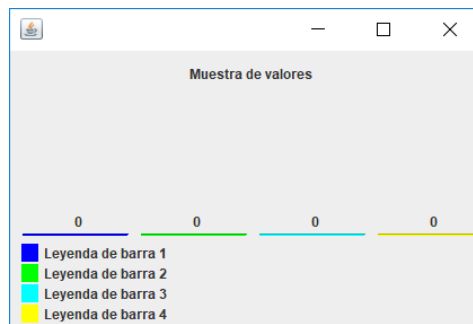 Muestra de valores
0 0 0 0
Leyenda de barra 1
Leyenda de barra 2
Leyenda de barra 3
Leyenda de barra 4